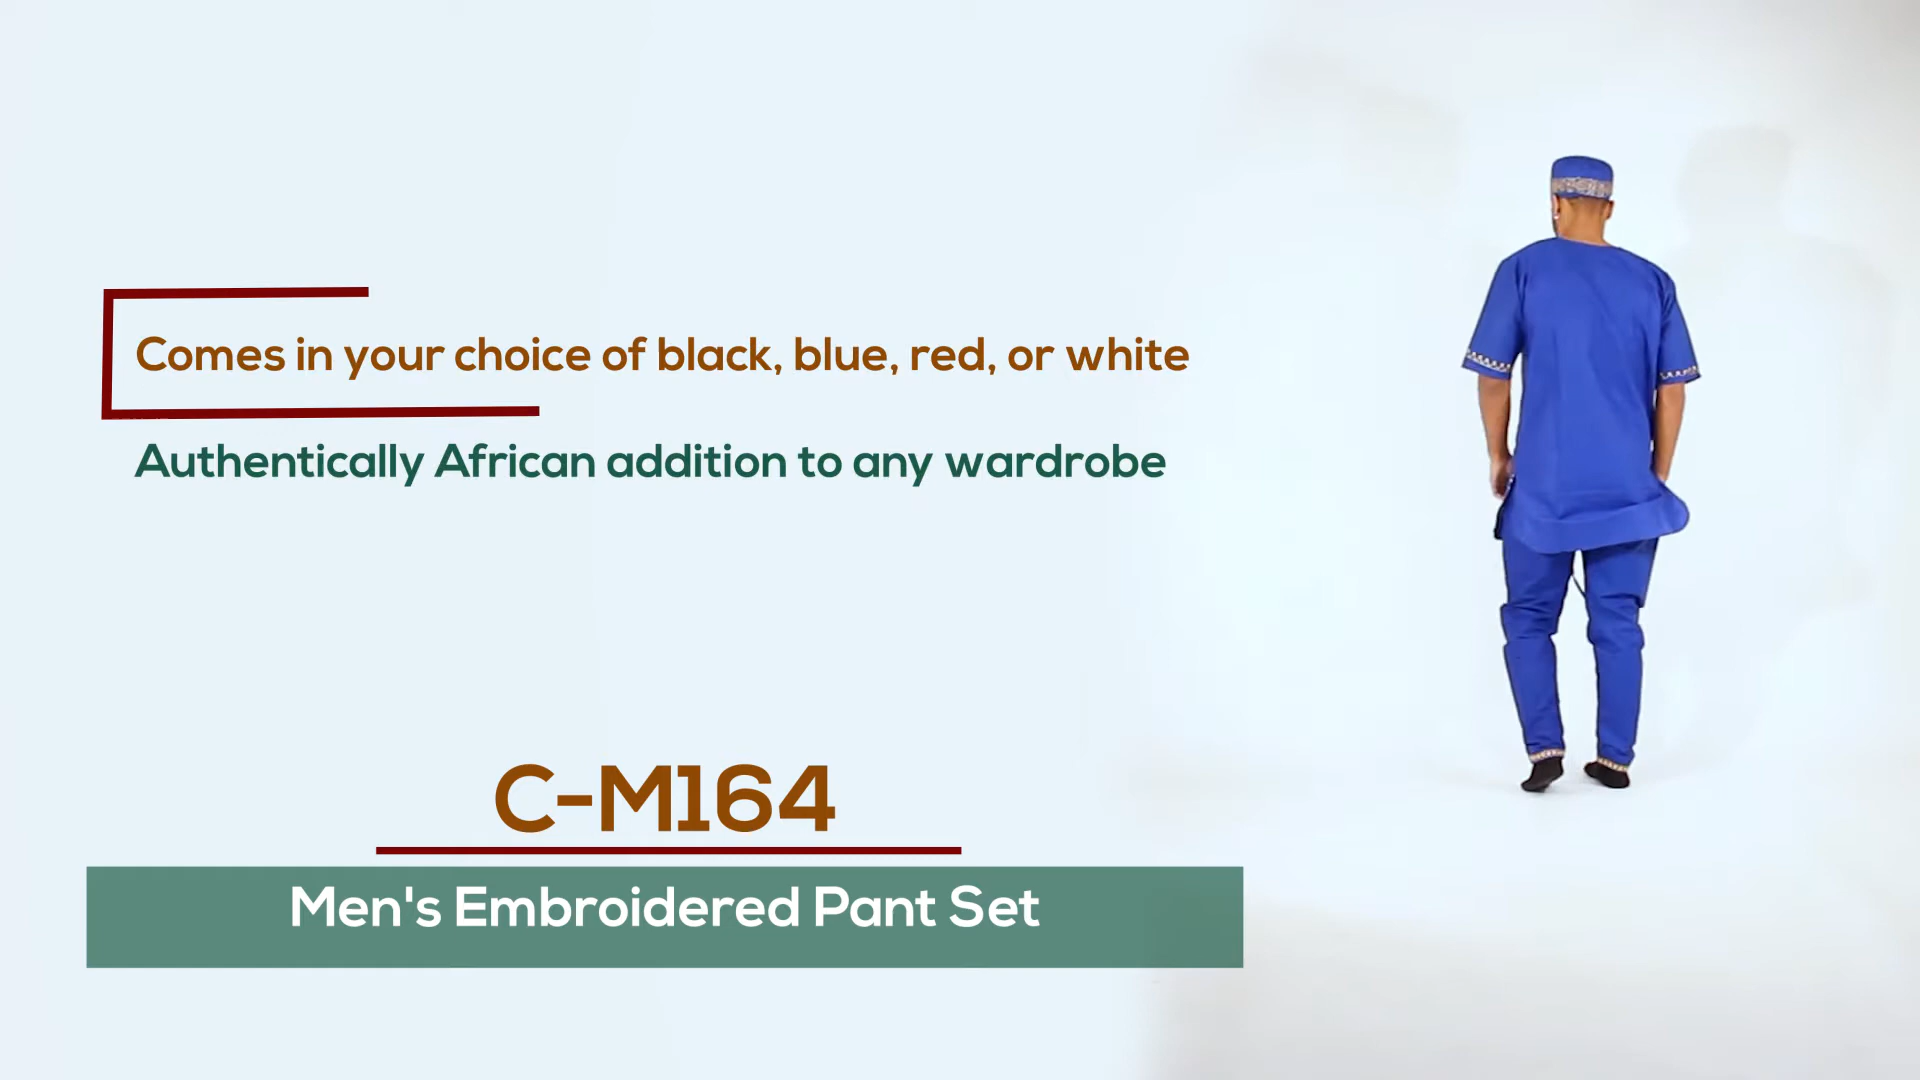 Comes in your choice of black, blue, red, or white
Authentically African addition to any wardrobe
C-M164
Men's Embroidered Pant Set